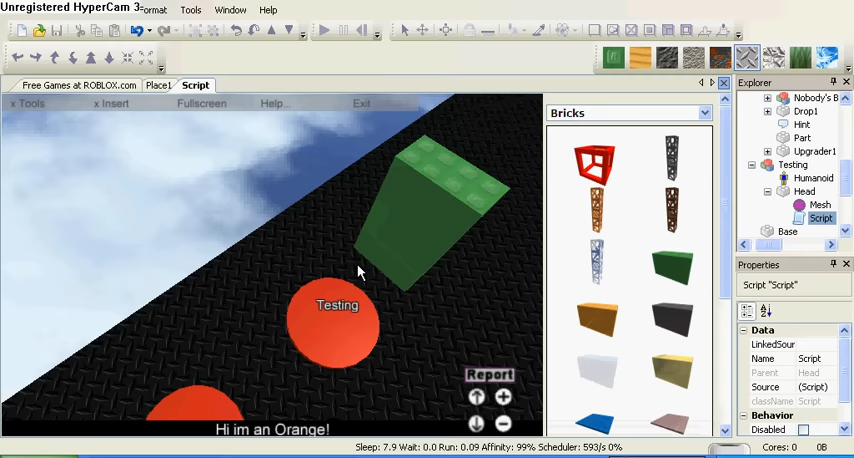 Unregistered HyperCam 3
Format Tools Window Help
Free Games at ROBLOX.com Place1 Script
x Tools x Insert Fullscreen Help... Exit
Testing
Report
Hi im an Orange!
Bricks
Explorer
Nobody's B
Drop1
Hint
Part
Upgrader1
Testing
Humanoid
Head
Mesh
Script
Base
Properties
Script "Script"
Data
LinkedSour
Name Script
Parent Head
Source (Script)
className Script
Behavior
Disabled
Sleep: 7.9 Wait: 0.0 Run: 0.09 Affinity: 99% Scheduler: 593/s 0% Cores: 0 0B